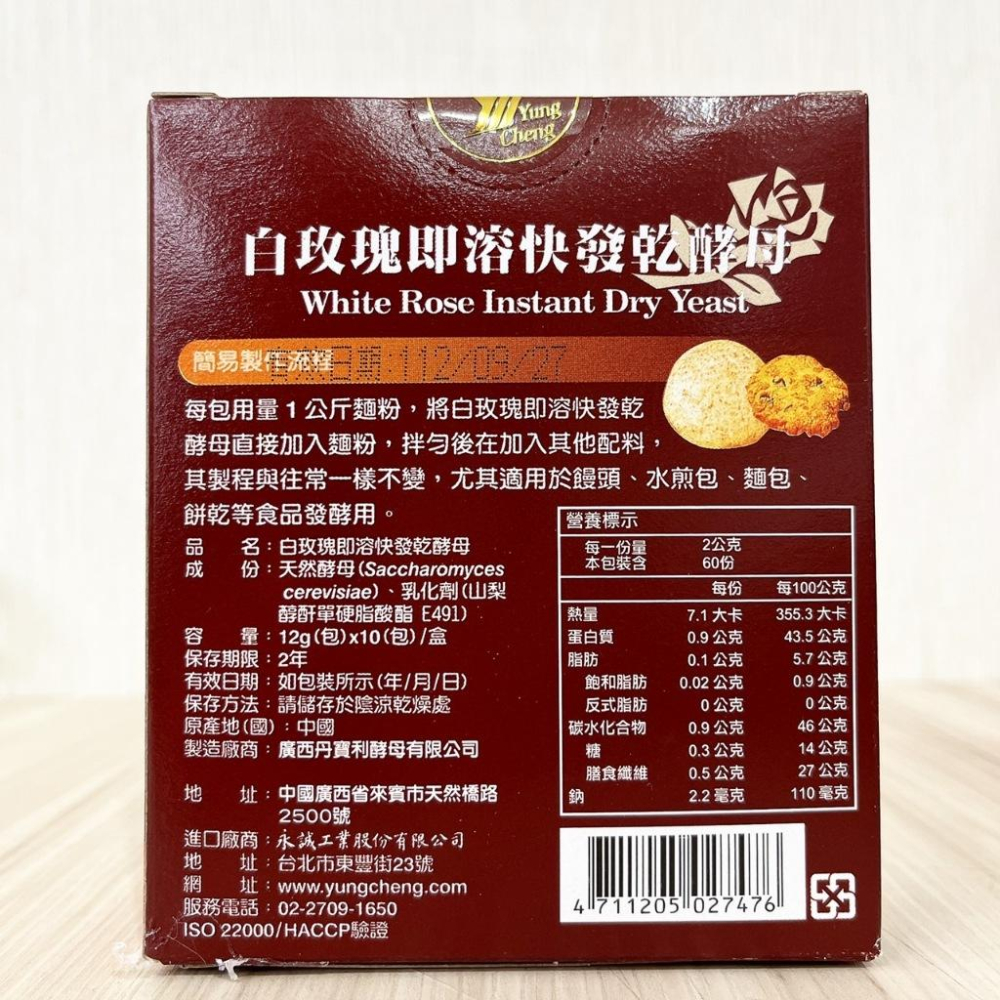 Yung
Cheng
白玫瑰即溶快發乾酵母
White Rose Instant Dry Yeast
簡易製作流程
有效日期:112/09/27
每包用量1公斤麵粉，將白玫瑰即溶快發乾
酵母直接加入麵粉，拌勻後在加入其他配料，
其製程與往常一樣不變，尤其適用於饅頭、水煎包、麵包、
餅乾等食品發酵用。
品 名：白玫瑰即溶快發乾酵母
成 份：天然酵母(Saccharomyces
cerevisiae)、乳化劑(山梨
醇酐單硬脂酸酯 E491)
容 量：12g(包)x10(包)/盒
保存期限：2年
有效日期：如包裝所示(年/月/日)
保存方法：請儲存於陰涼乾燥處
原產地(國)：中國
製造廠商：廣西丹寶利酵母有限公司
地 址：中國廣西省來賓市天然橋路
2500號
進口廠商：永誠工業股份有限公司
地 址：台北市東豐街23號
網 址：www.yungcheng.com
服務電話：02-2709-1650
ISO 22000/HACCP驗證
營養標示
每一份量 2公克
本包裝含 60份
每份 每100公克
熱量 7.1 大卡 355.3 大卡
蛋白質 0.9 公克 43.5 公克
脂肪 0.1 公克 5.7 公克
飽和脂肪 0.02 公克 0.9 公克
反式脂肪 0 公克 0 公克
碳水化合物 0.9 公克 46 公克
糖 0.3 公克 14 公克
膳食纖維 0.5 公克 27 公克
鈉 2.2 毫克 110 毫克
4 711205 027476